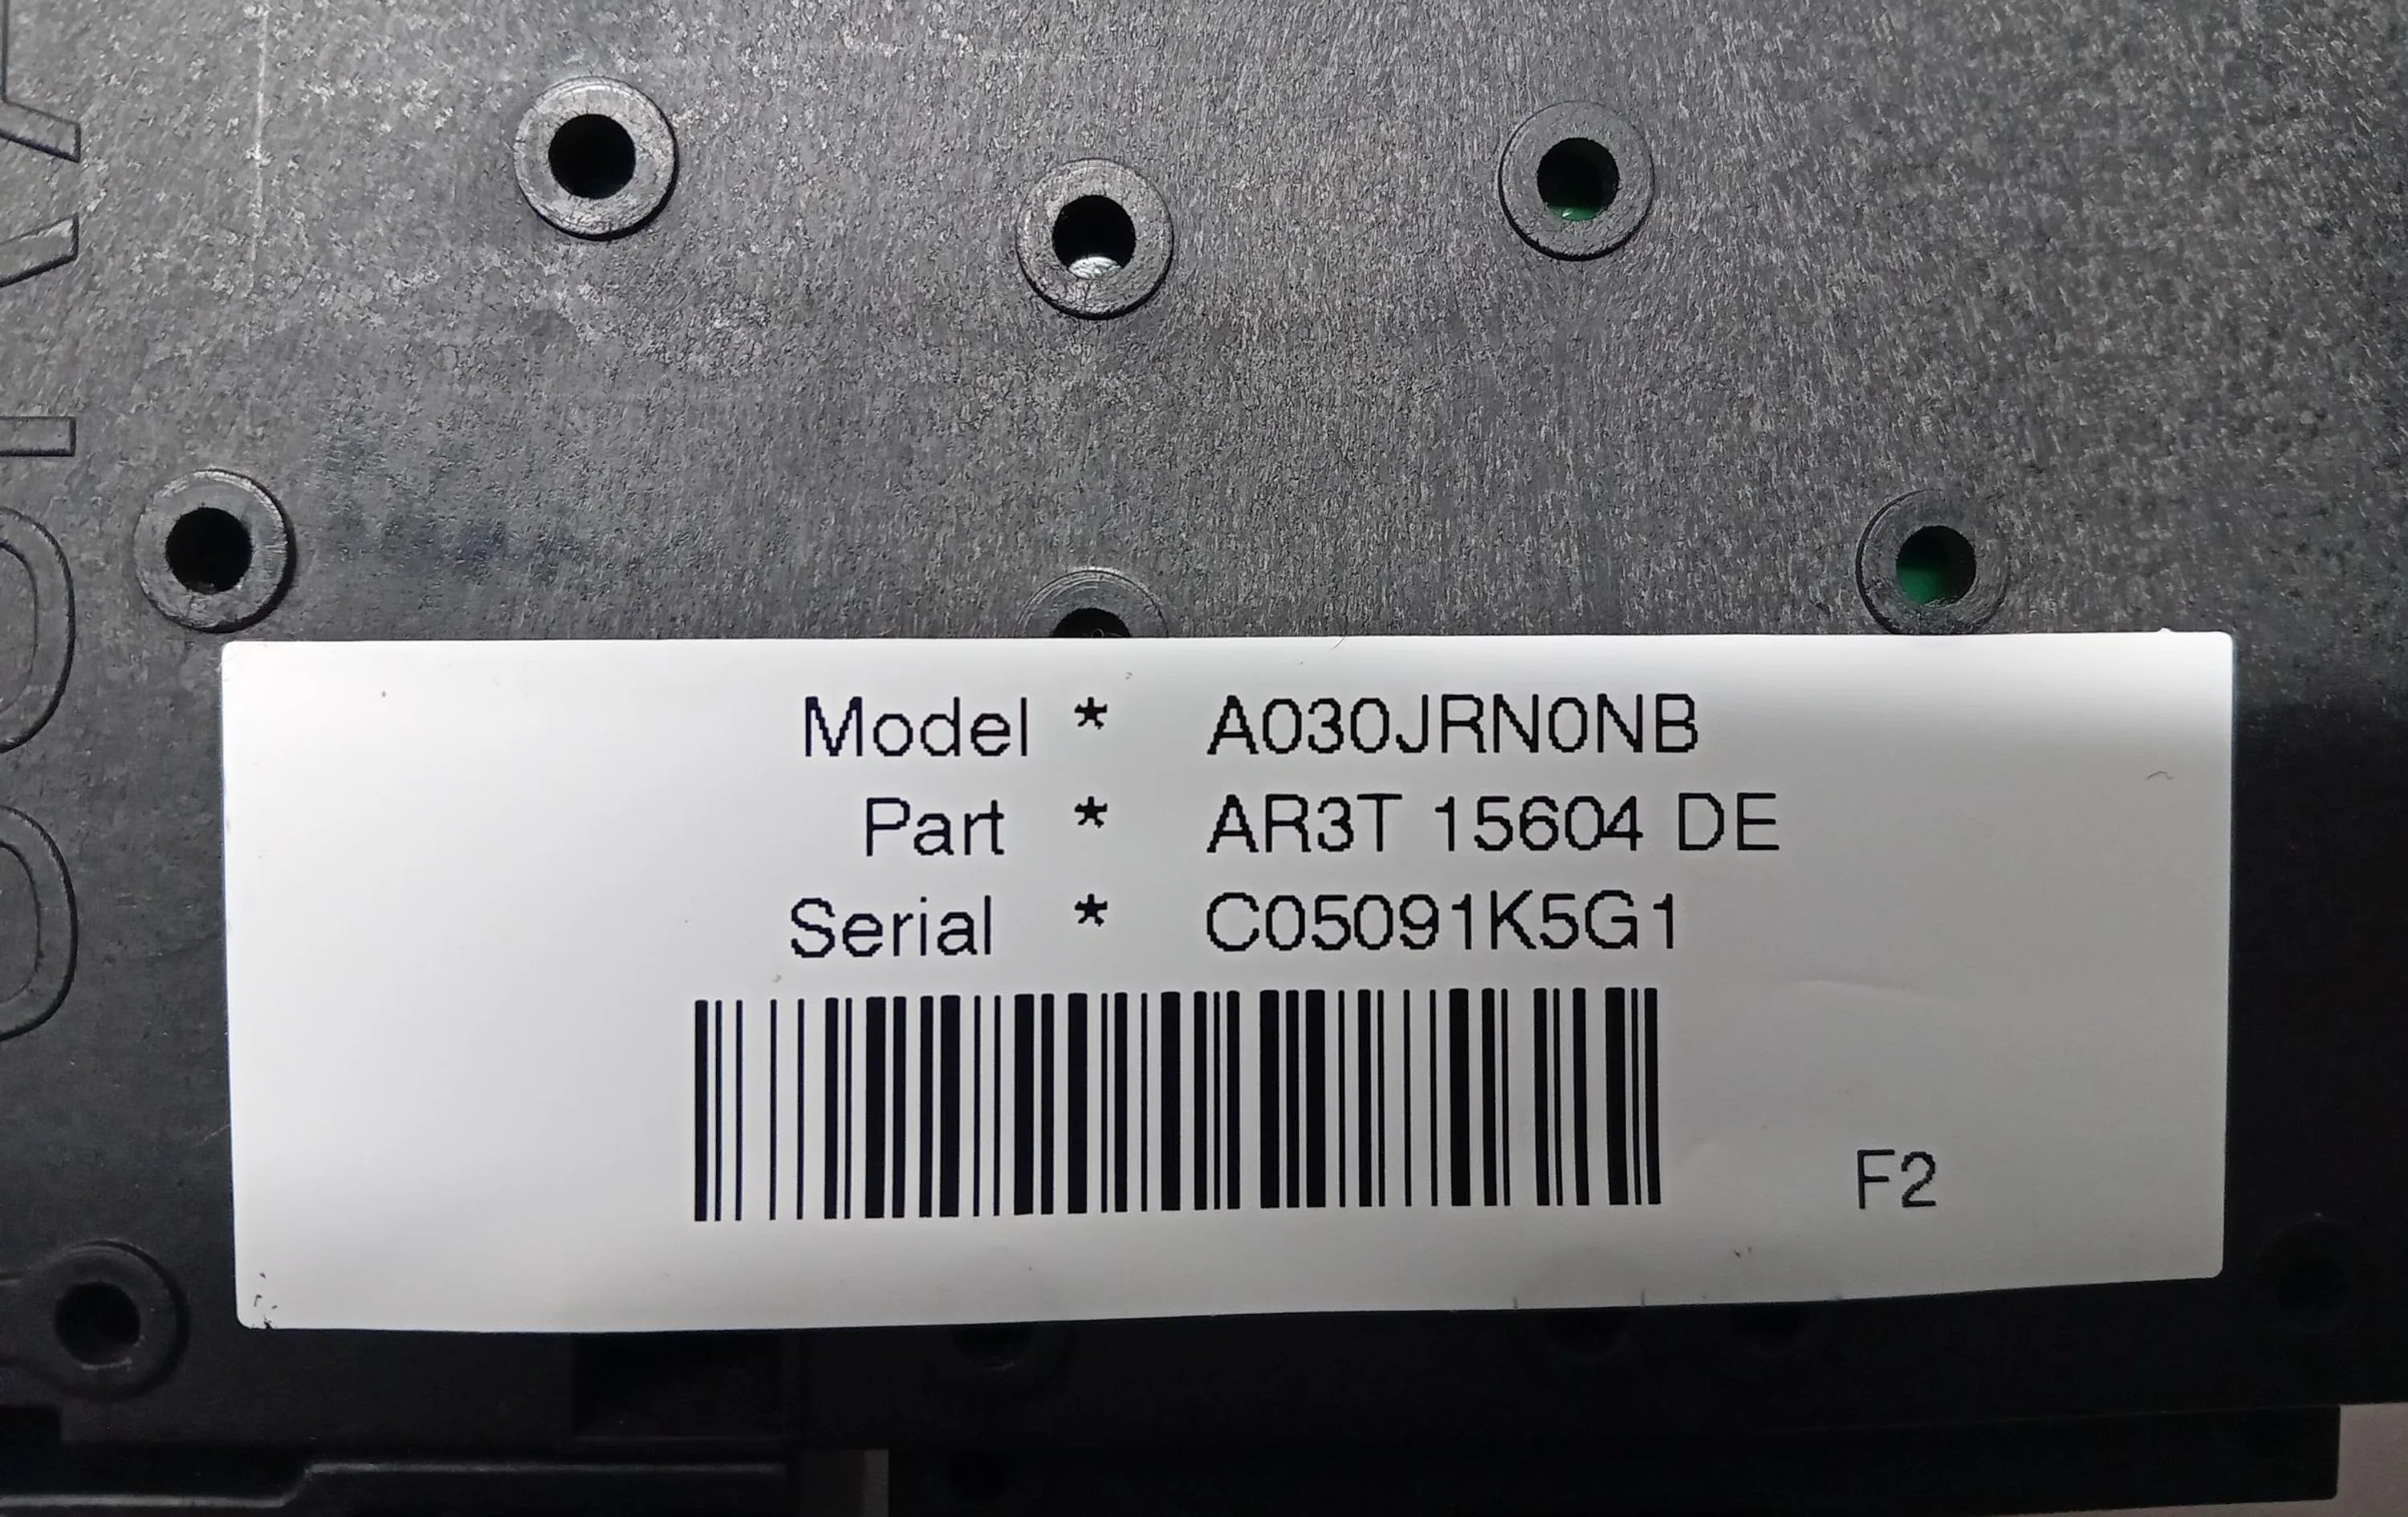 Model * A030JRN0NB
Part * AR3T 15604 DE
Serial * C05091K5G1
F2